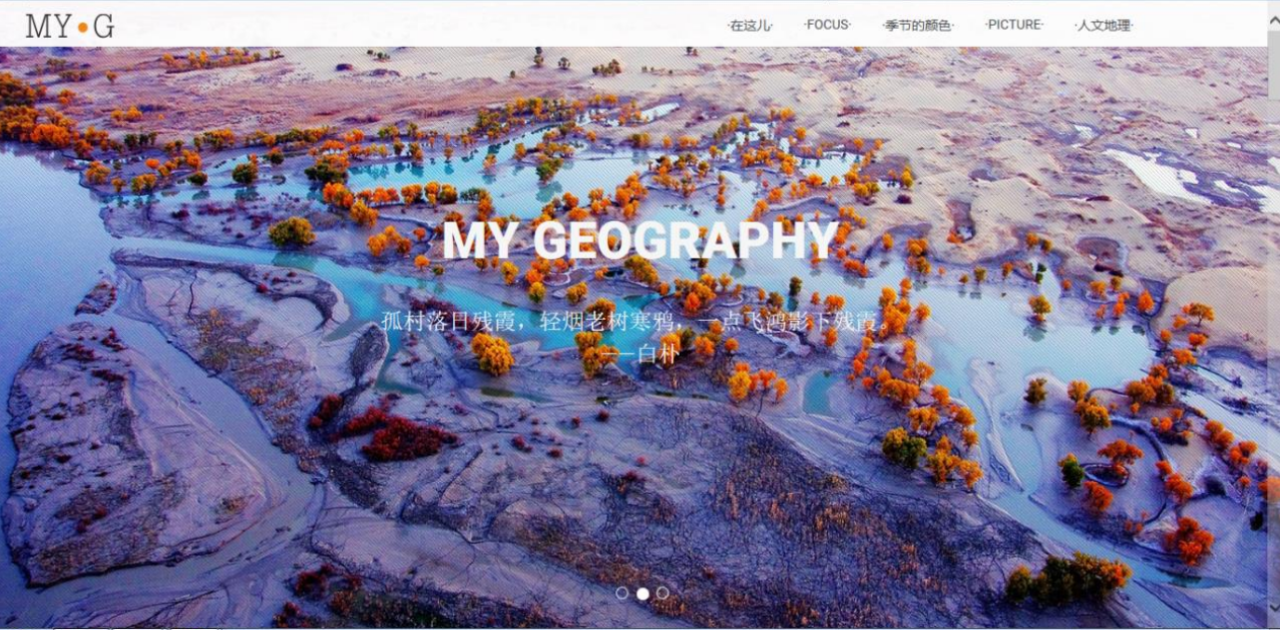 MY•G
·在这儿·
·FOCUS·
·季节的颜色·
·PICTURE·
·人文地理·
MY GEOGRAPHY
孤村落日残霞，轻烟老树寒鸦，一点飞鸿影下残霞。
——白朴